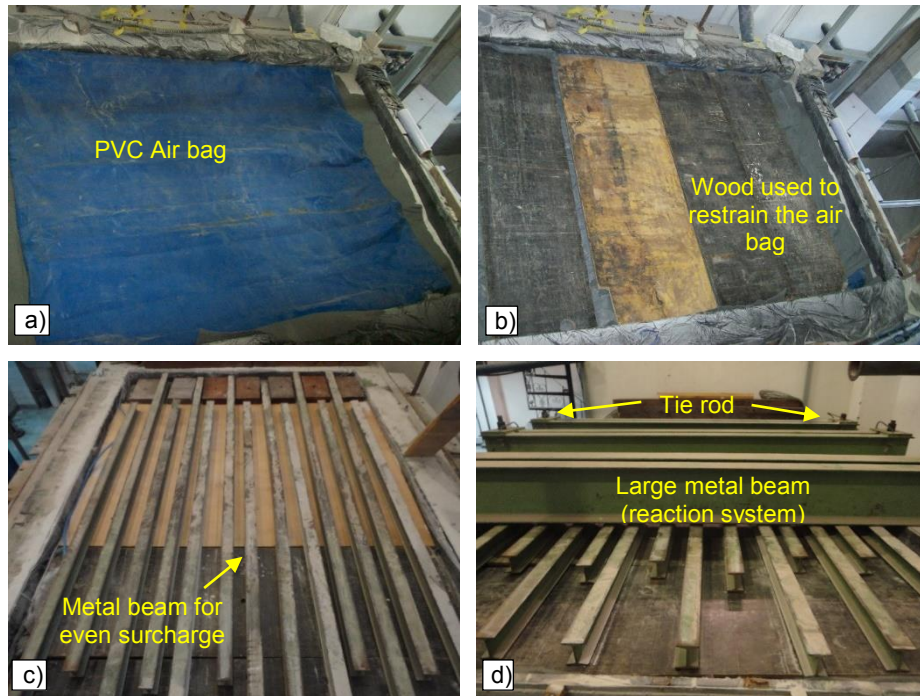 PVC Air bag
a)
Wood used to
restrain the air
bag
b)
Metal beam for
even surcharge
c)
Tie rod
Large metal beam
(reaction system)
d)